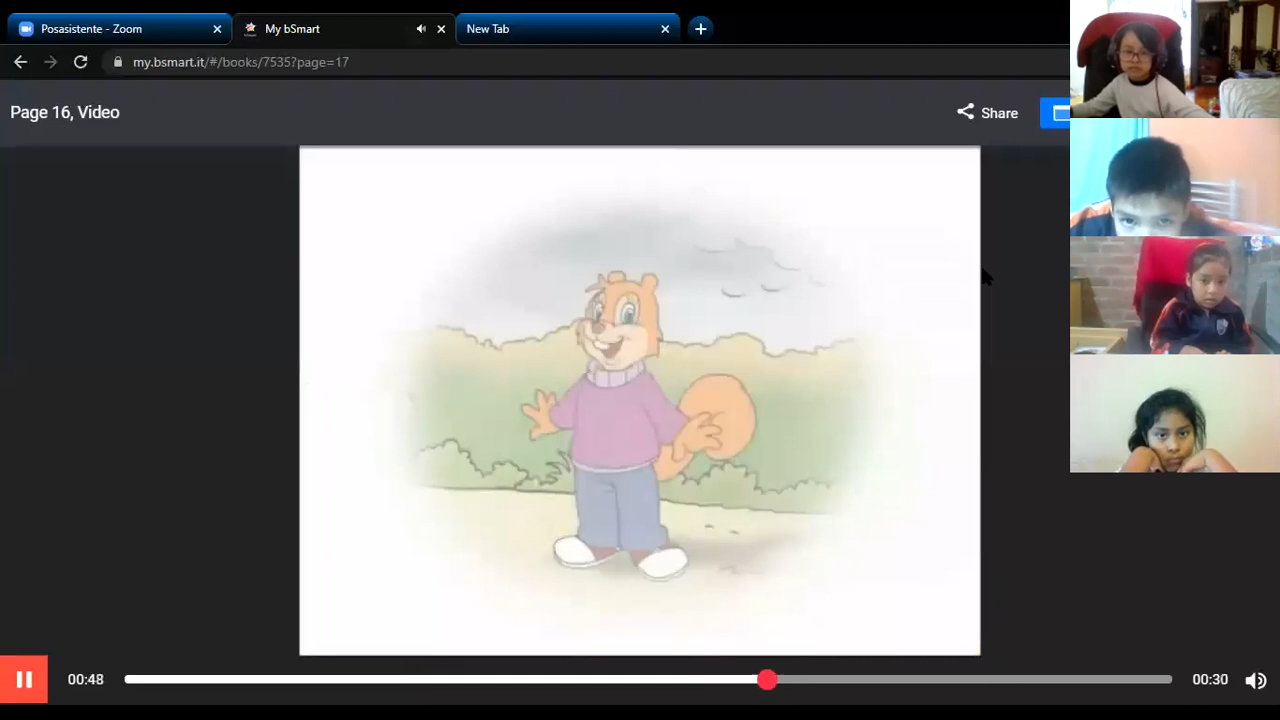 Posasistente - Zoom
My bSmart
New Tab
my.bsmart.it/#/books/7535?page=17
Page 16, Video
Share
00:48
00:30